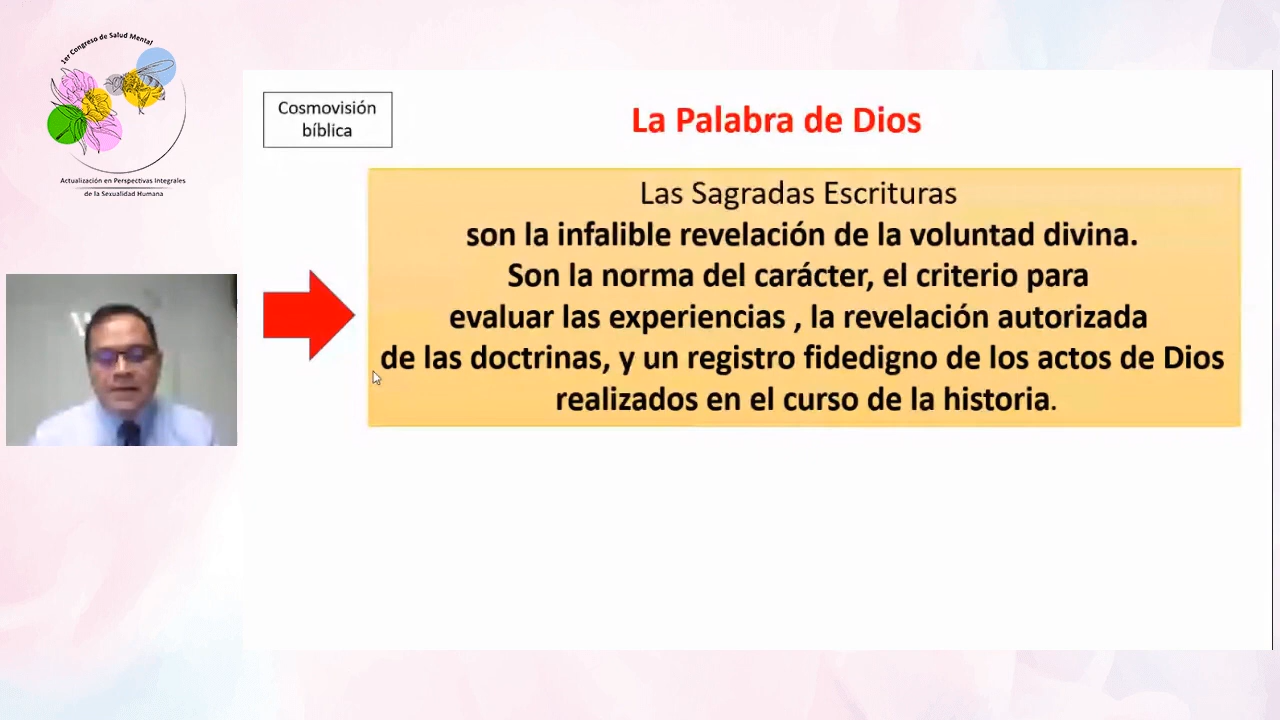 1er Congreso de Salud Mental
Actualización en Perspectivas Integrales
de la Sexualidad Humana
Cosmovisión
bíblica
La Palabra de Dios
Las Sagradas Escrituras
son la infalible revelación de la voluntad divina.
Son la norma del carácter, el criterio para
evaluar las experiencias , la revelación autorizada
de las doctrinas, y un registro fidedigno de los actos de Dios
realizados en el curso de la historia.